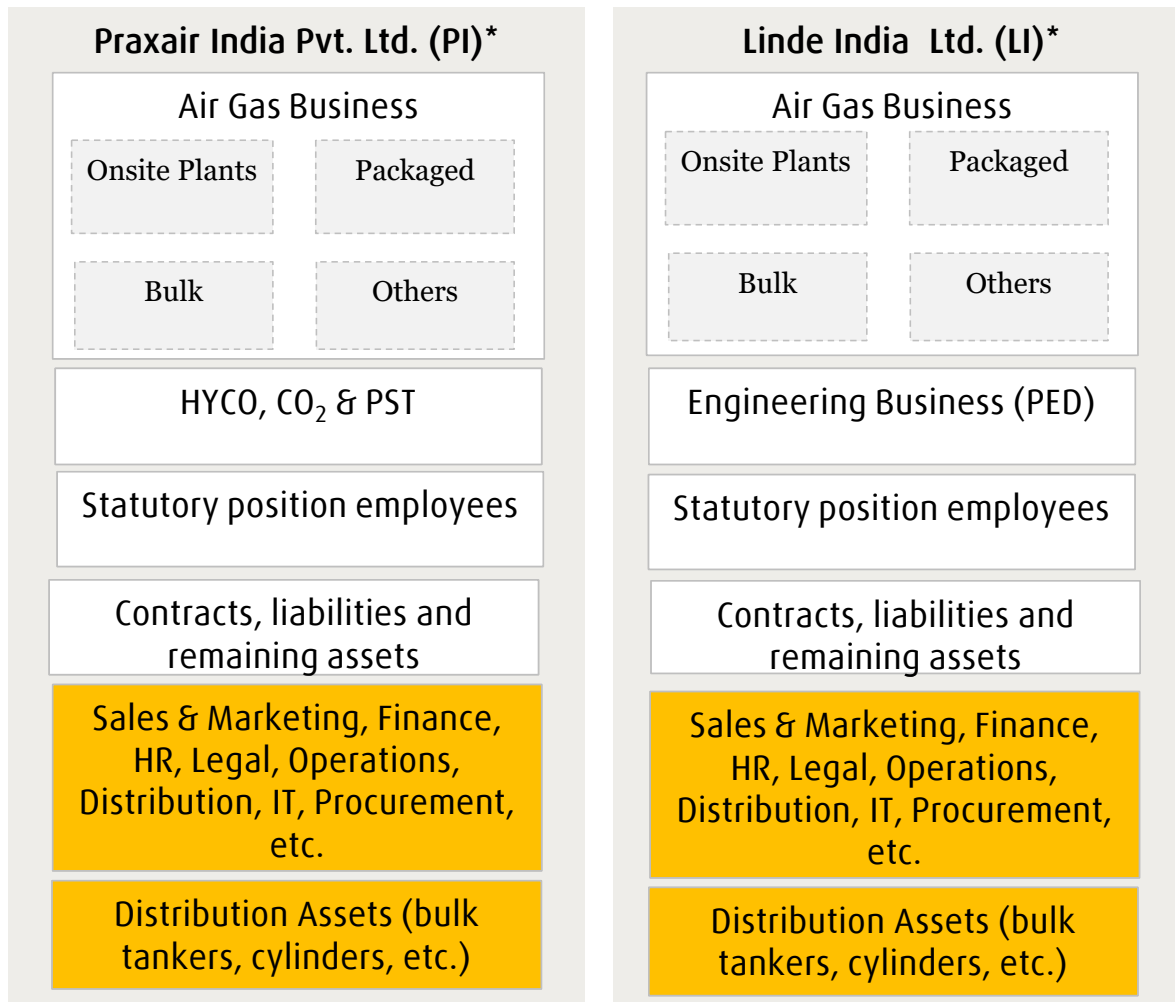 Praxair India Pvt. Ltd. (PI)*
Air Gas Business
Onsite Plants
Packaged
Bulk
Others
HYCO, CO₂ & PST
Statutory position employees
Contracts, liabilities and
remaining assets
Sales & Marketing, Finance,
HR, Legal, Operations,
Distribution, IT, Procurement,
etc.
Distribution Assets (bulk
tankers, cylinders, etc.)
Linde India Ltd. (LI)*
Air Gas Business
Onsite Plants
Packaged
Bulk
Others
Engineering Business (PED)
Statutory position employees
Contracts, liabilities and
remaining assets
Sales & Marketing, Finance,
HR, Legal, Operations,
Distribution, IT, Procurement,
etc.
Distribution Assets (bulk
tankers, cylinders, etc.)